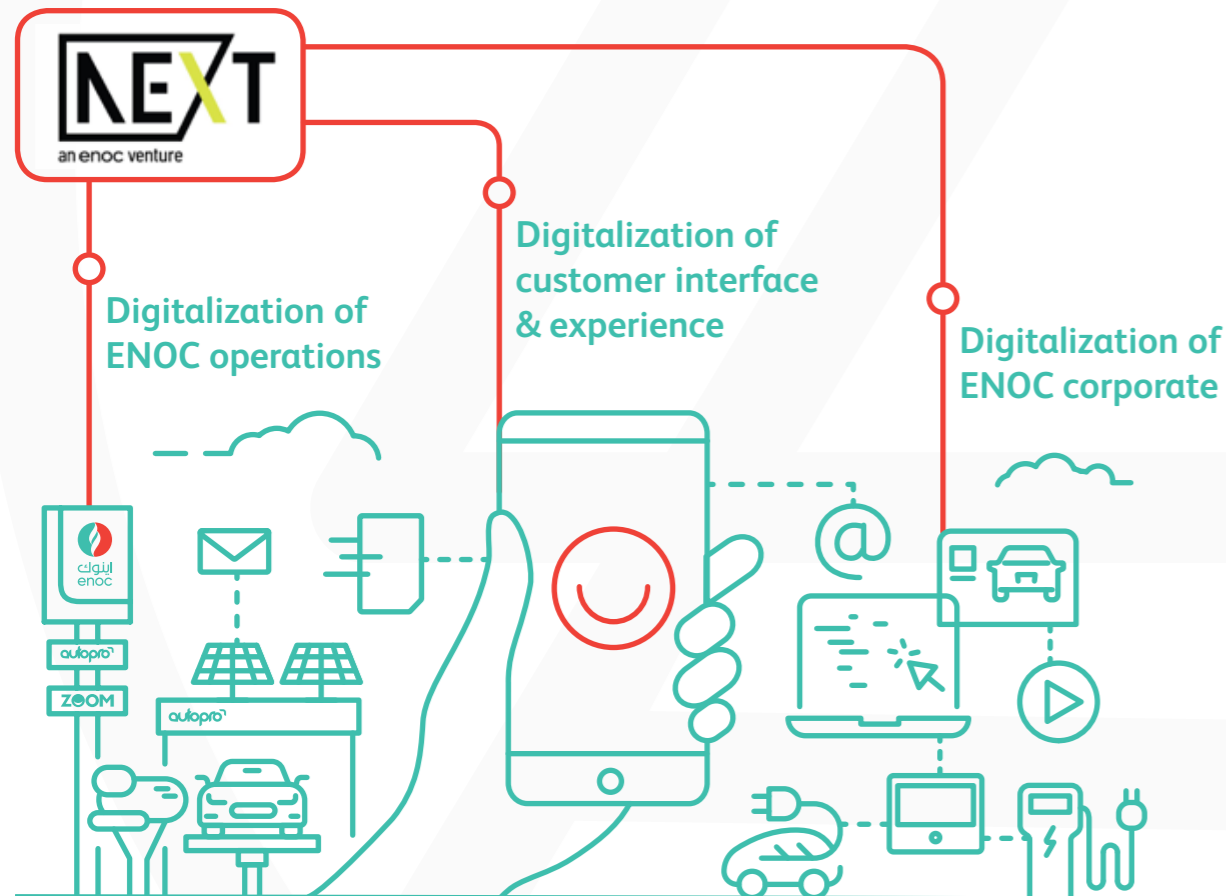 NEXT
an enoc venture
Digitalization of
customer interface
& experience
Digitalization of
ENOC operations
Digitalization of
ENOC corporate
اينوك
enoc
autopro
ZOOM
autopro
@